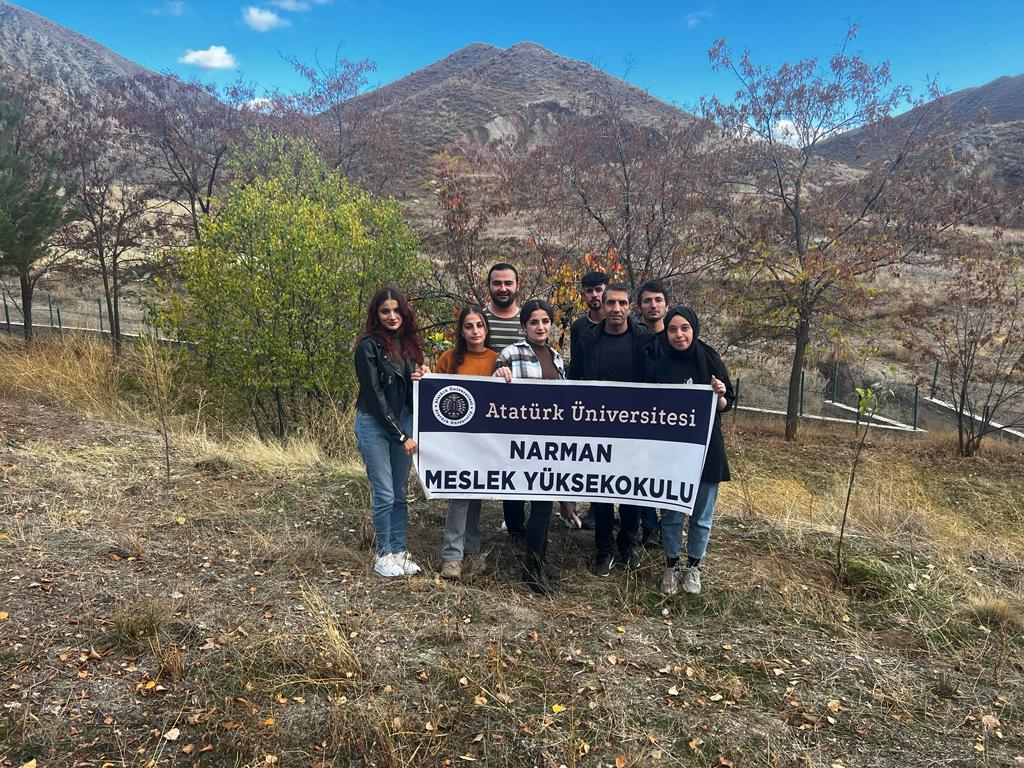 Atatürk Üniversitesi
NARMAN
MESLEK YÜKSEKOKULU